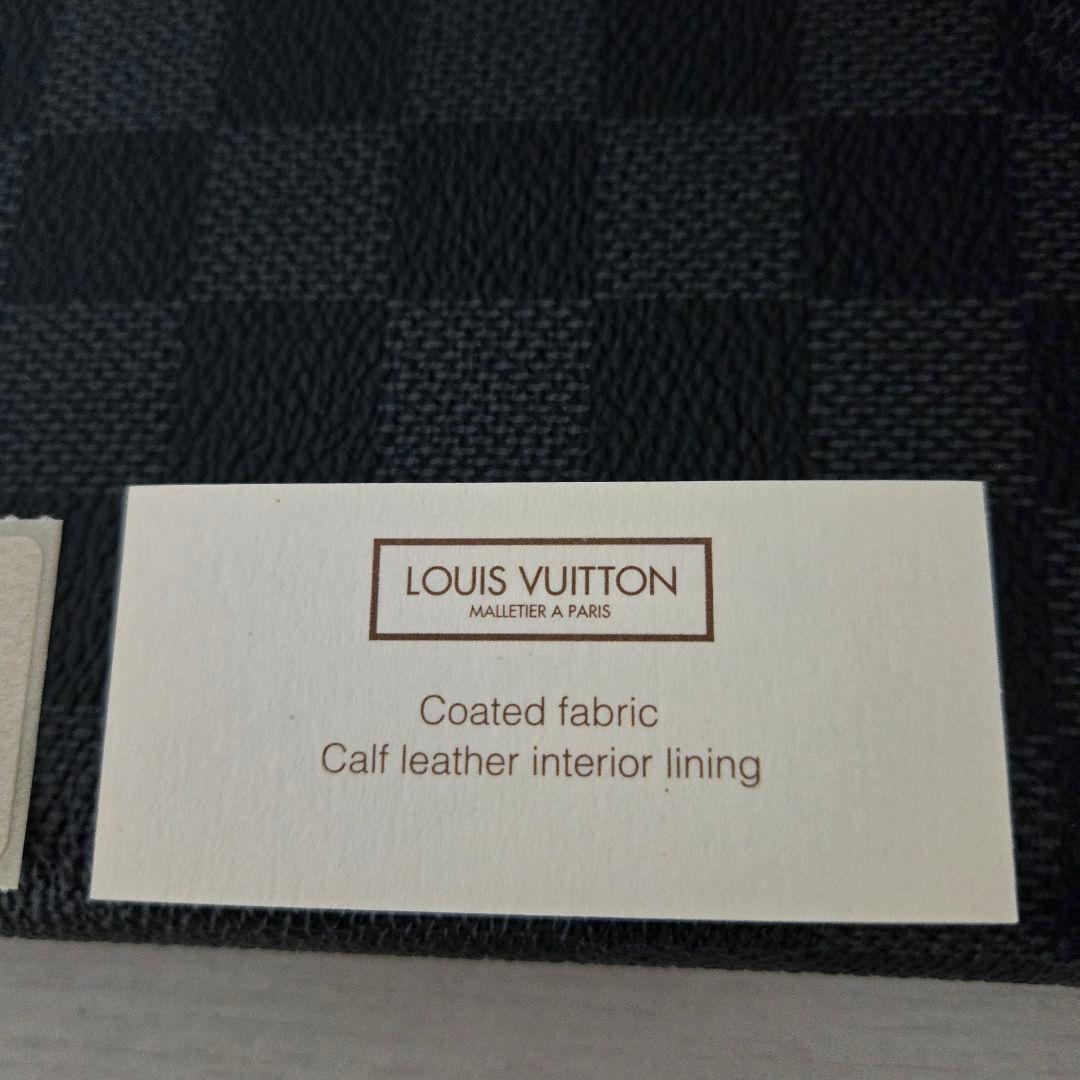 LOUIS VUITTON
MALLETIER A PARIS
Coated fabric
Calf leather interior lining